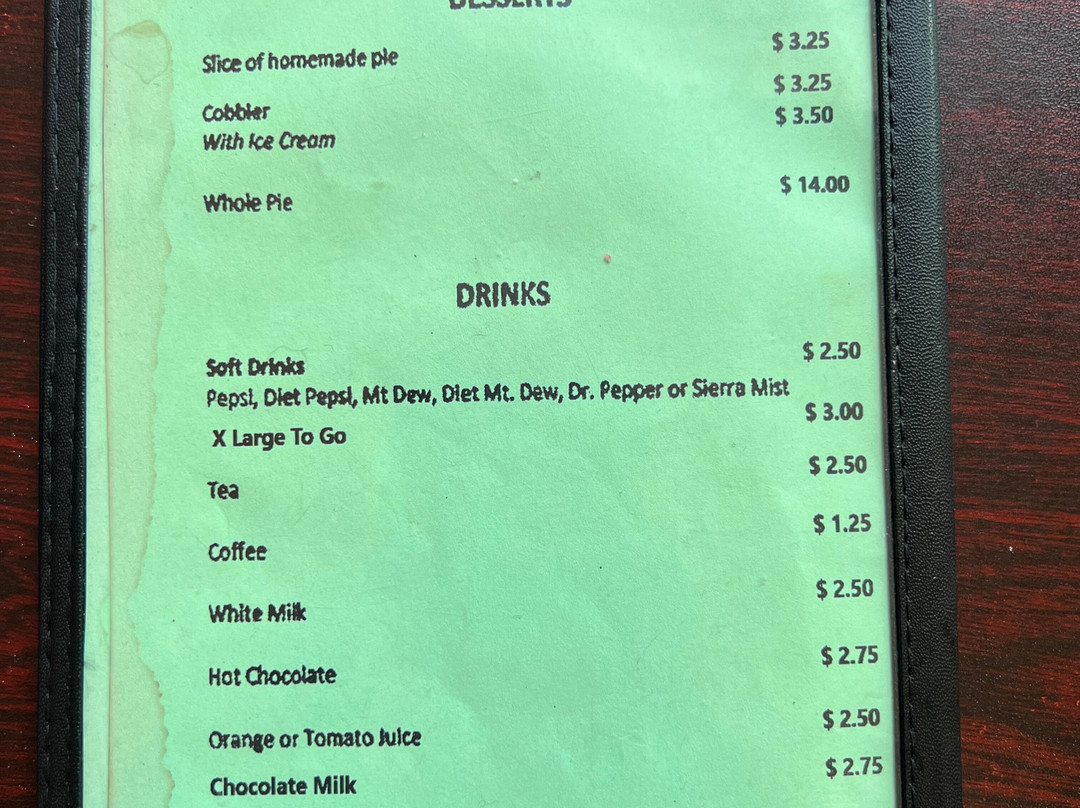 DESSERTS
Slice of homemade pie $ 3.25
Cobbler $ 3.25
With Ice Cream $ 3.50
Whole Pie $ 14.00
DRINKS
Soft Drinks $ 2.50
Pepsi, Diet Pepsi, Mt Dew, Diet Mt. Dew, Dr. Pepper or Sierra Mist
X Large To Go $ 3.00
Tea $ 2.50
Coffee $ 1.25
White Milk $ 2.50
Hot Chocolate $ 2.75
Orange or Tomato Juice $ 2.50
Chocolate Milk $ 2.75